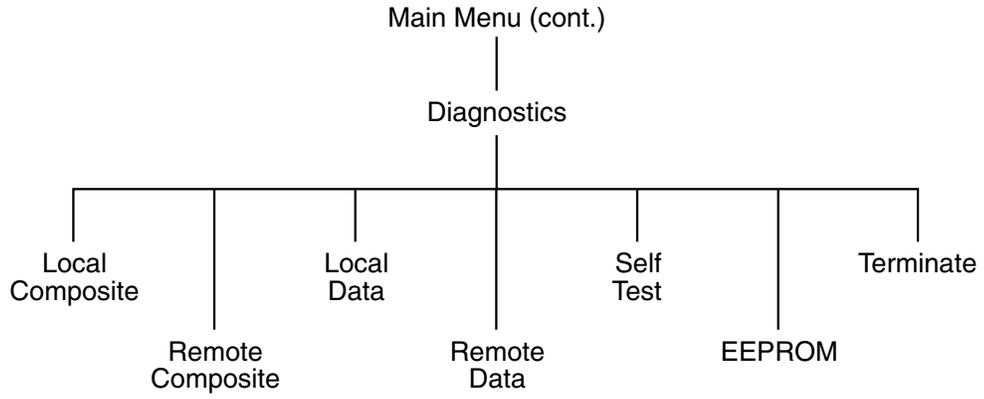 Main Menu (cont.)
Diagnostics
Local
Composite
Remote
Composite
Local
Data
Remote
Data
Self
Test
EEPROM
Terminate